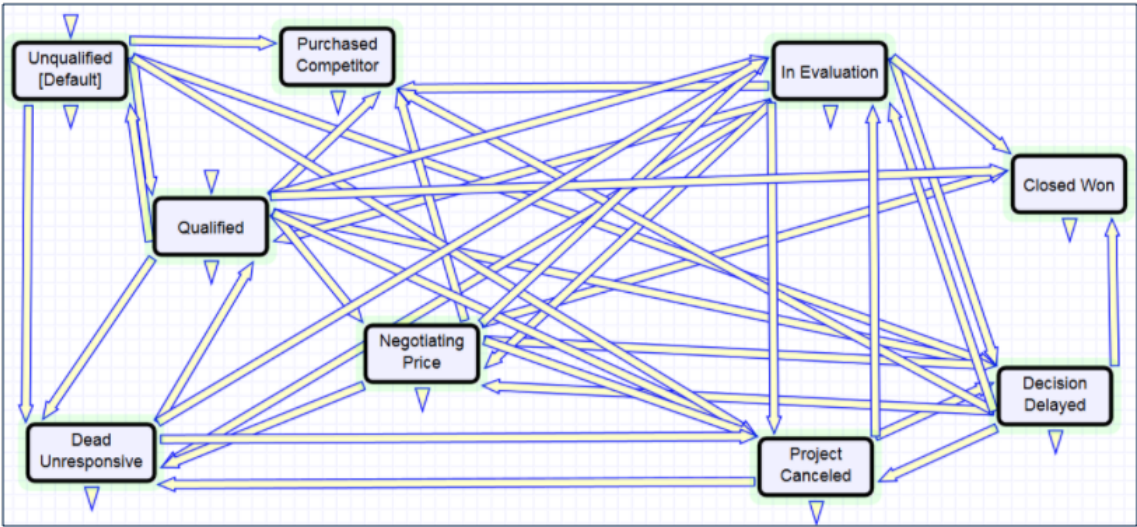 Unqualified
[Default]
Purchased
Competitor
In Evaluation
Closed Won
Qualified
Negotiating
Price
Decision
Delayed
Dead
Unresponsive
Project
Canceled